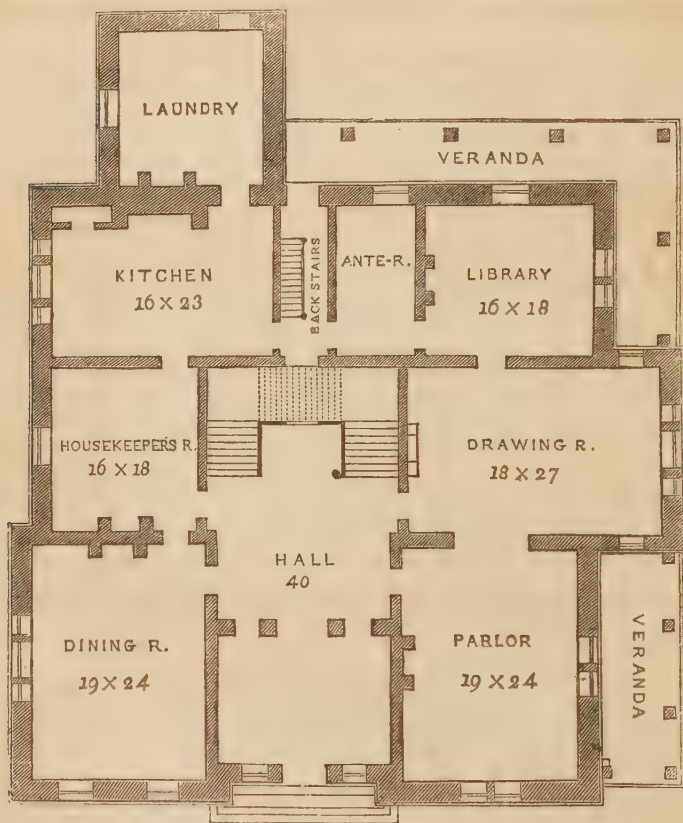 LAUNDRY
VERANDA
KITCHEN
16 X 23
BACK STAIRS
ANTE-R.
LIBRARY
16 X 18
HOUSEKEEPER'S R.
16 X 18
DRAWING R.
18 X 27
HALL
40
DINING R.
19 X 24
PARLOR
19 X 24
VERANDA